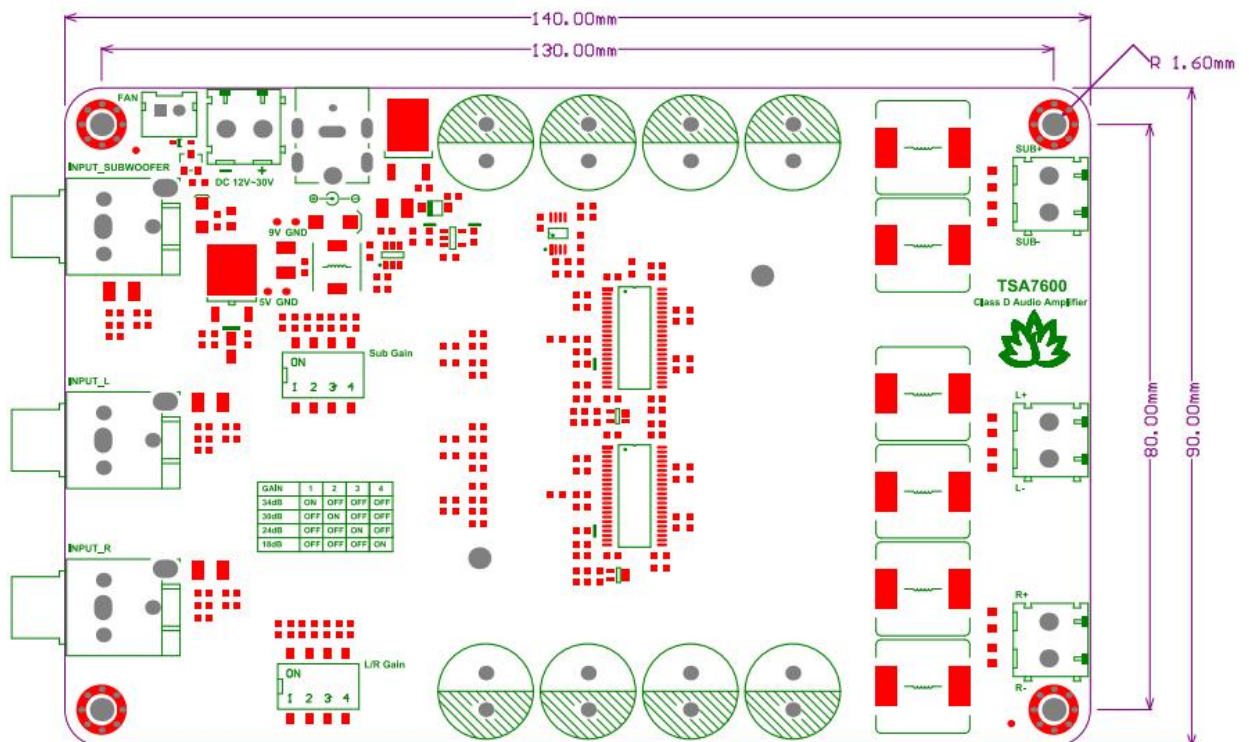 140.00mm
130.00mm
R 1.60mm
FAN
INPUT_SUBWOOFER
− +
DC 12V~30V
SUB+
SUB-
9V GND
5V GND
TSA7600
Class D Audio Amplifier
Sub Gain
ON
1 2 3 4
INPUT_L
L+
L-
80.00mm
90.00mm
GAIN 1 2 3 4
34dB ON OFF OFF OFF
30dB OFF ON OFF OFF
24dB OFF OFF ON OFF
18dB OFF OFF OFF ON
INPUT_R
R+
R-
L/R Gain
ON
1 2 3 4